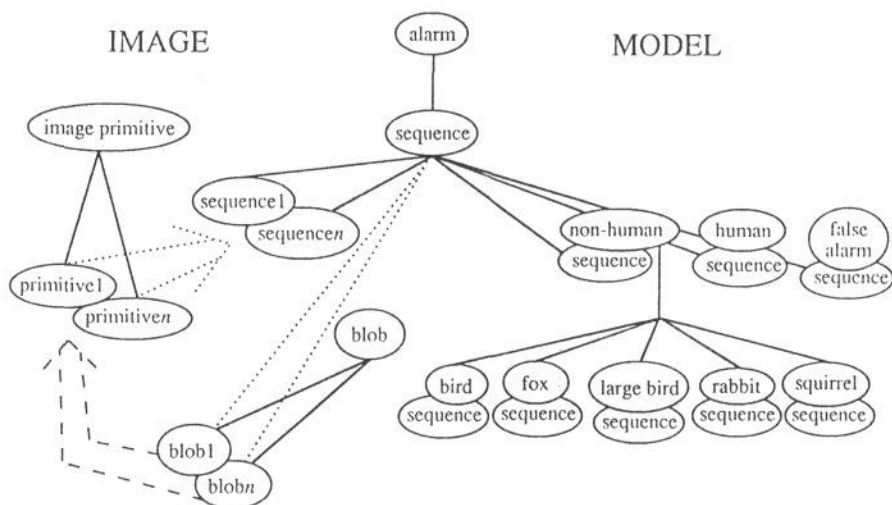 IMAGE
alarm
MODEL
image primitive
sequence
sequence1
sequencen
non-human
sequence
human
sequence
false
alarm
sequence
primitive1
primitiven
blob
bird
sequence
fox
sequence
large bird
sequence
rabbit
sequence
squirrel
sequence
blob1
blobn